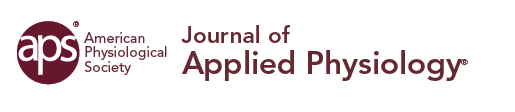 aps®
American
Physiological
Society
Journal of
Applied Physiology®